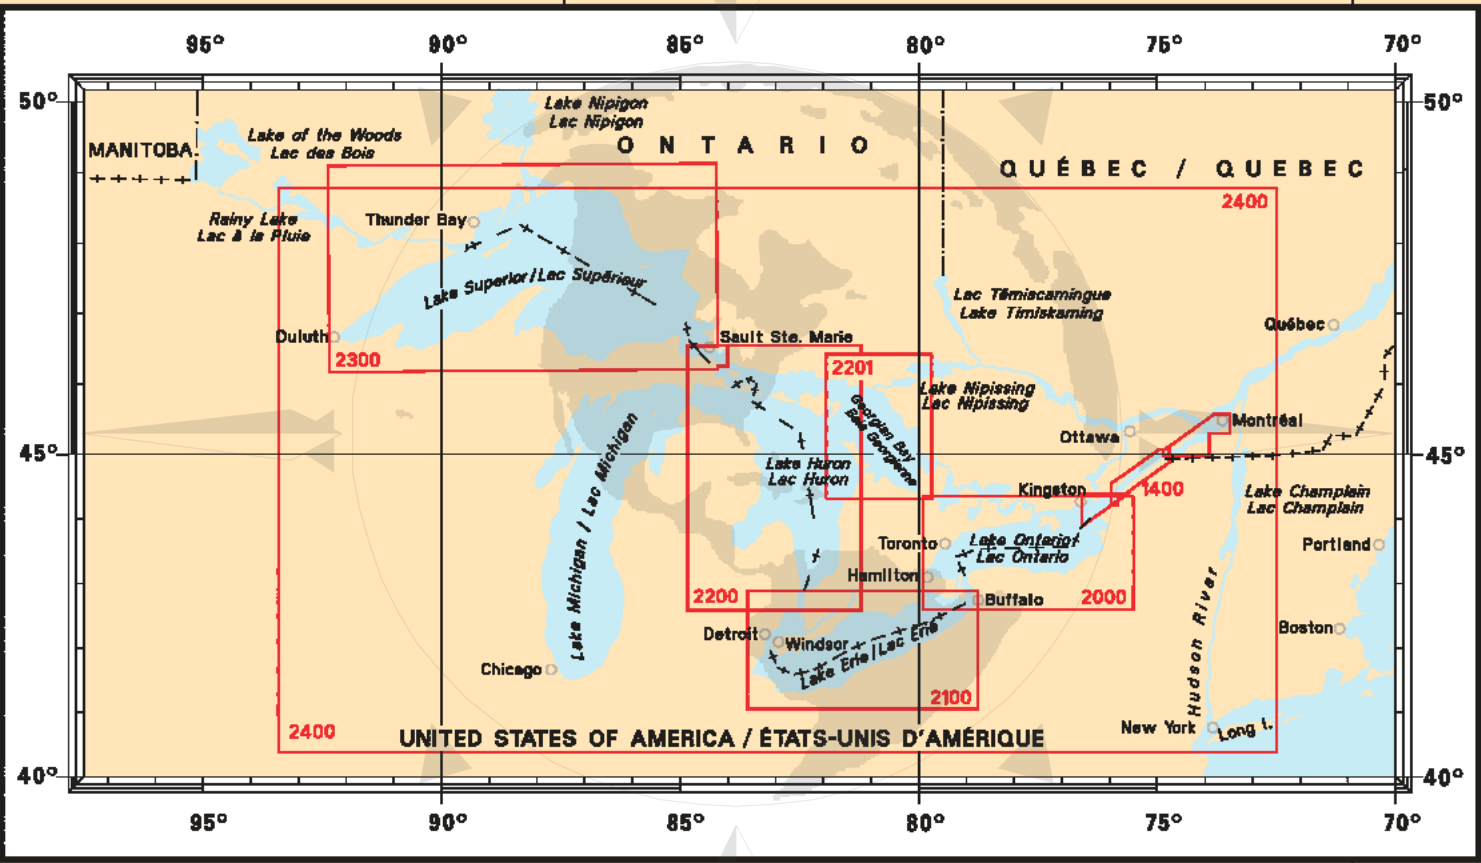 95° 90° 85° 80° 75° 70°
50° 50°
Lake Nipigon
Lac Nipigon
Lake of the Woods
Lac des Bois
MANITOBA
ONTARIO
QUÉBEC / QUEBEC
2400
Rainy Lake
Lac à la Pluie
Thunder Bay
Lake Superior/Lac Supérieur
Lac Témiscamingue
Lake Timiskaming
Québec
Duluth
Sault Ste. Marie
2300
2201
Lake Nipissing
Lac Nipissing
Georgian Bay
Baie Georgienne
Montréal
Ottawa
45° 45°
Lake Huron
Lac Huron
Lake Michigan / Lac Michigan
Kingston
1400
Lake Champlain
Lac Champlain
Toronto
Lake Ontario/
Lac Ontario
Portland
Hamilton
2200
Buffalo
2000
Detroit
Windsor
Lake Erie/Lac Érié
Boston
Hudson River
Chicago
2100
New York
Long I.
2400
UNITED STATES OF AMERICA / ÉTATS-UNIS D'AMÉRIQUE
40° 40°
95° 90° 85° 80° 75° 70°